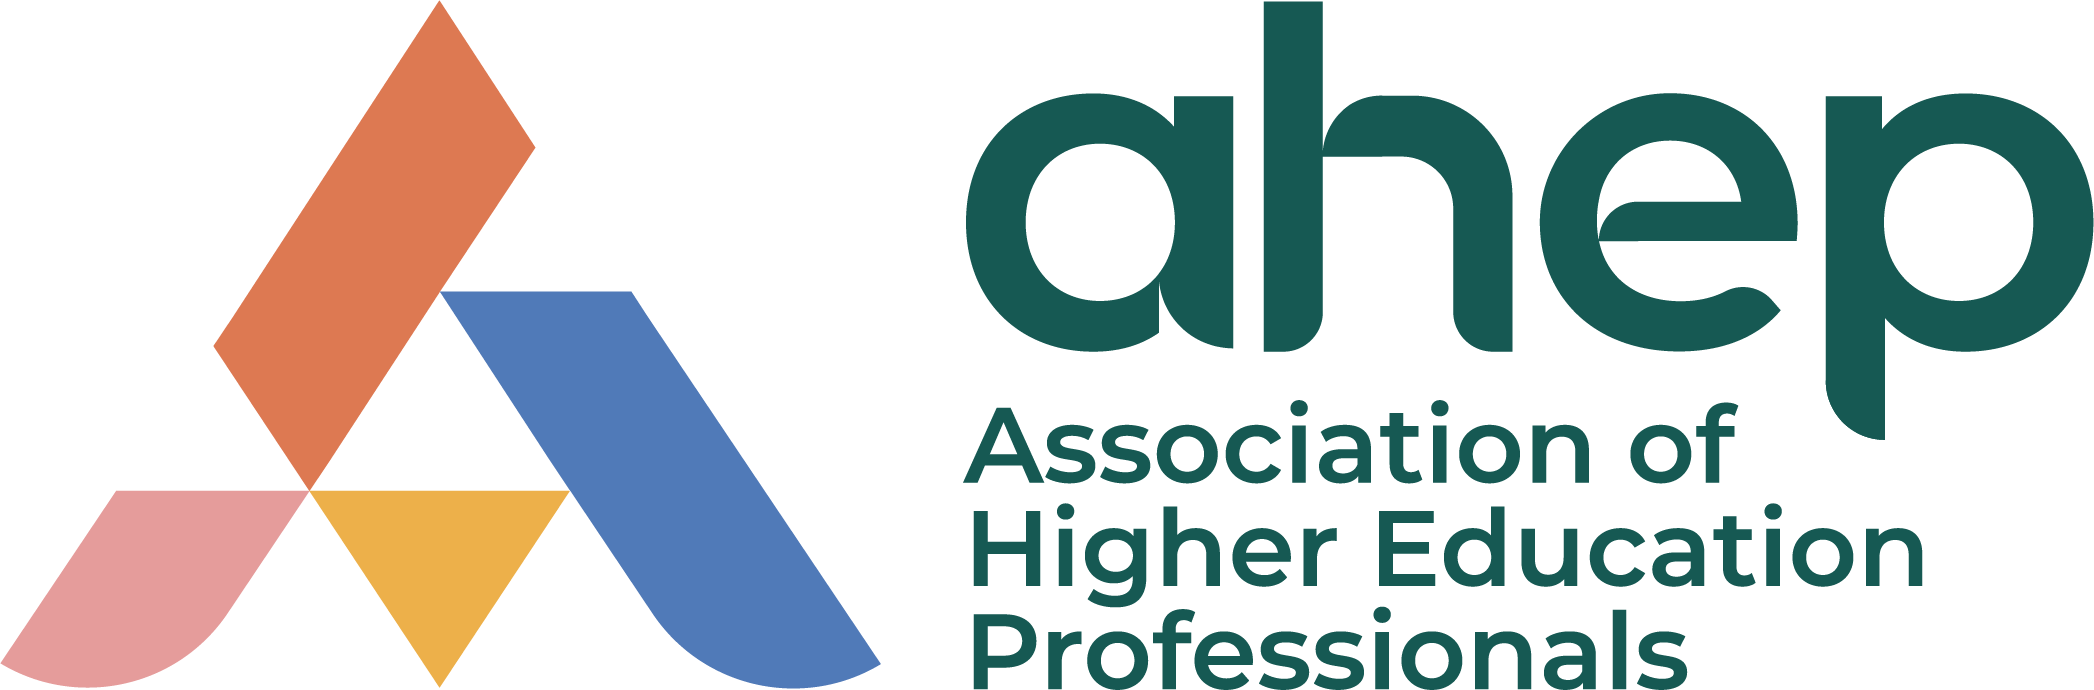 ahep
Association of
Higher Education
Professionals